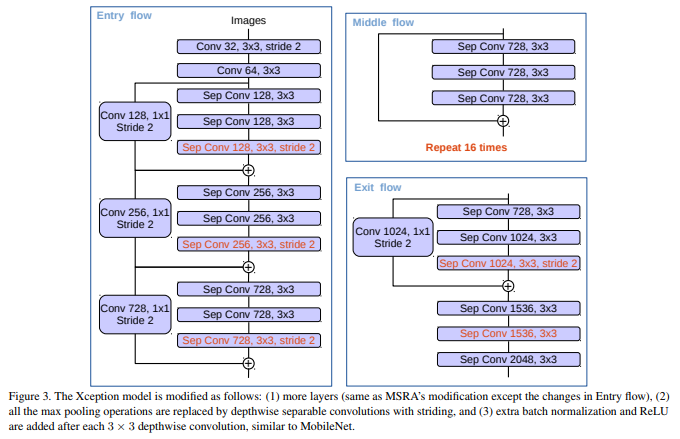 Entry flow
Images
Conv 32, 3x3, stride 2
Conv 64, 3x3
Sep Conv 128, 3x3
Conv 128, 1x1
Stride 2
Sep Conv 128, 3x3
Sep Conv 128, 3x3, stride 2
Sep Conv 256, 3x3
Conv 256, 1x1
Stride 2
Sep Conv 256, 3x3
Sep Conv 256, 3x3, stride 2
Sep Conv 728, 3x3
Conv 728, 1x1
Stride 2
Sep Conv 728, 3x3
Sep Conv 728, 3x3, stride 2
Middle flow
Sep Conv 728, 3x3
Sep Conv 728, 3x3
Sep Conv 728, 3x3
Repeat 16 times
Exit flow
Sep Conv 728, 3x3
Conv 1024, 1x1
Stride 2
Sep Conv 1024, 3x3
Sep Conv 1024, 3x3, stride 2
Sep Conv 1536, 3x3
Sep Conv 1536, 3x3
Sep Conv 2048, 3x3
Figure 3. The Xception model is modified as follows: (1) more layers (same as MSRA's modification except the changes in Entry flow), (2)
all the max pooling operations are replaced by depthwise separable convolutions with striding, and (3) extra batch normalization and ReLU
are added after each 3 × 3 depthwise convolution, similar to MobileNet.